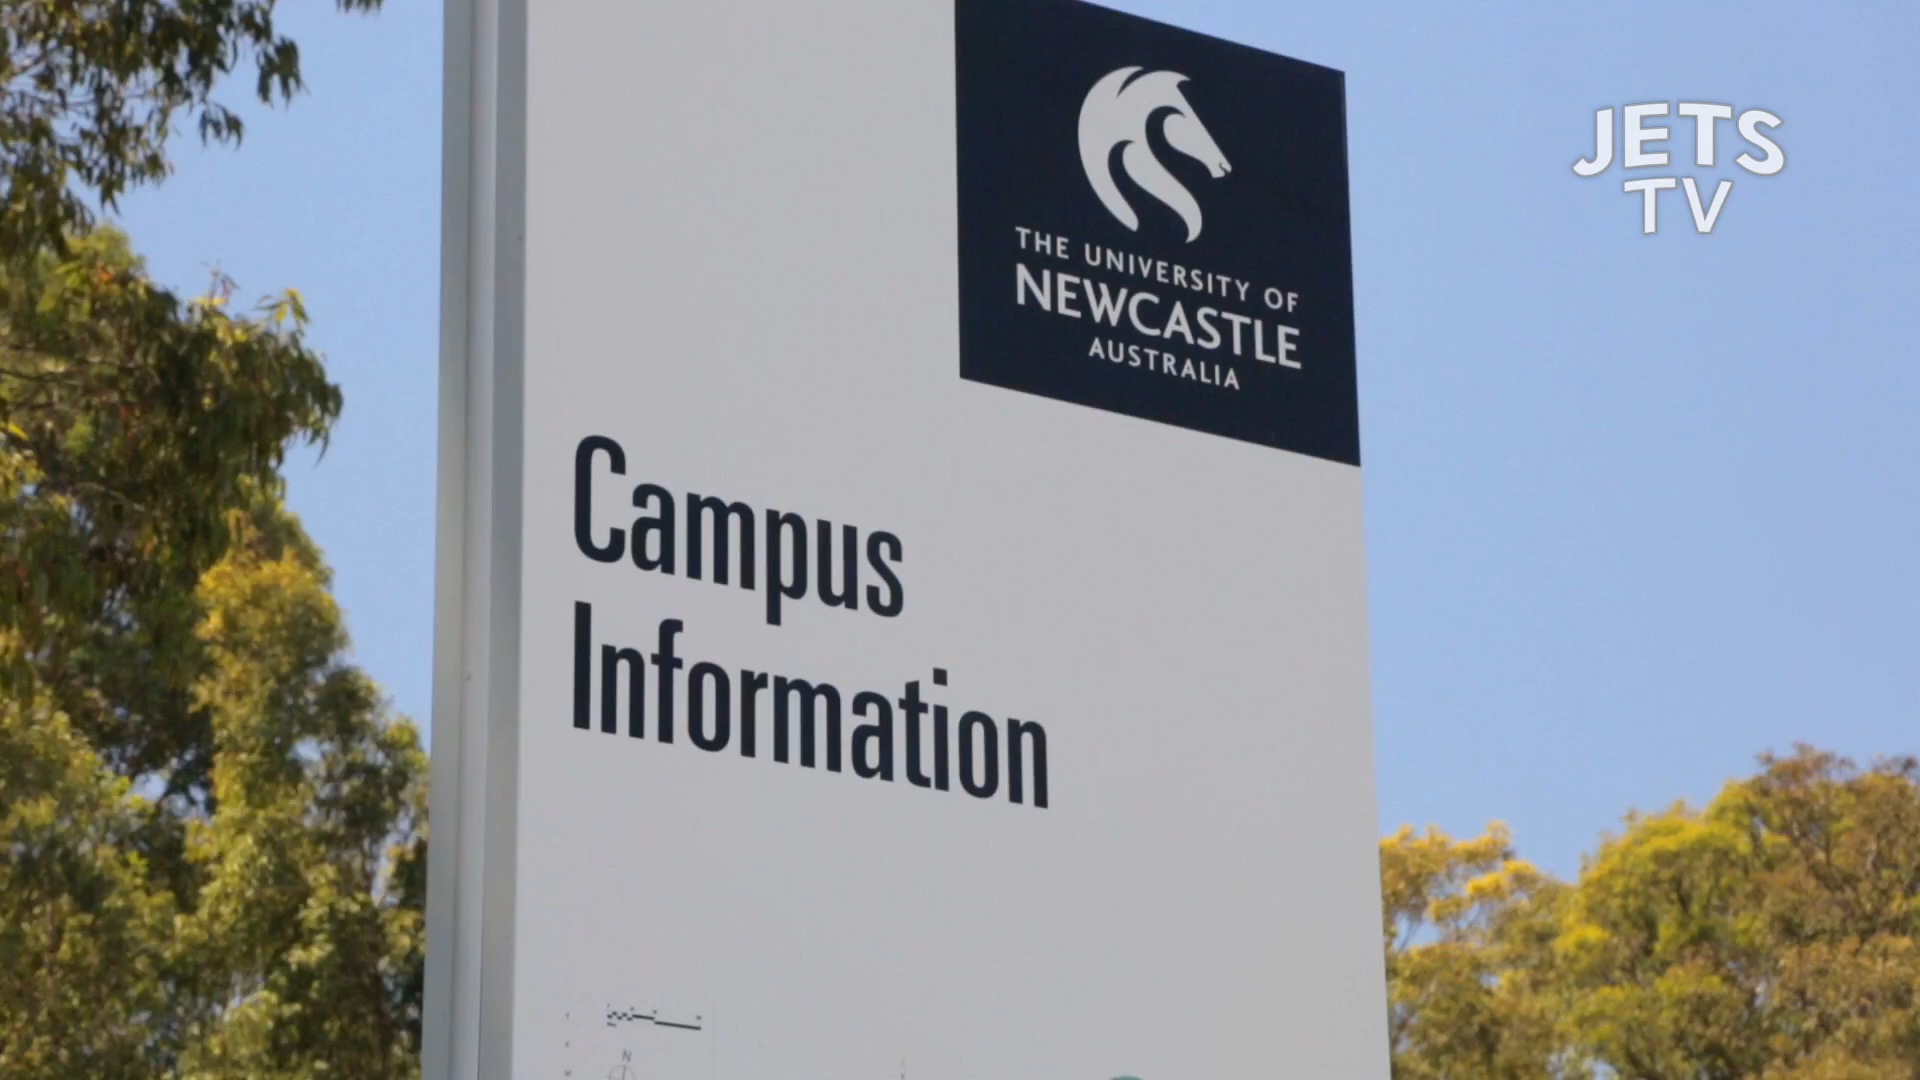 THE UNIVERSITY OF
NEWCASTLE
AUSTRALIA
JETS
TV
Campus
Information
N